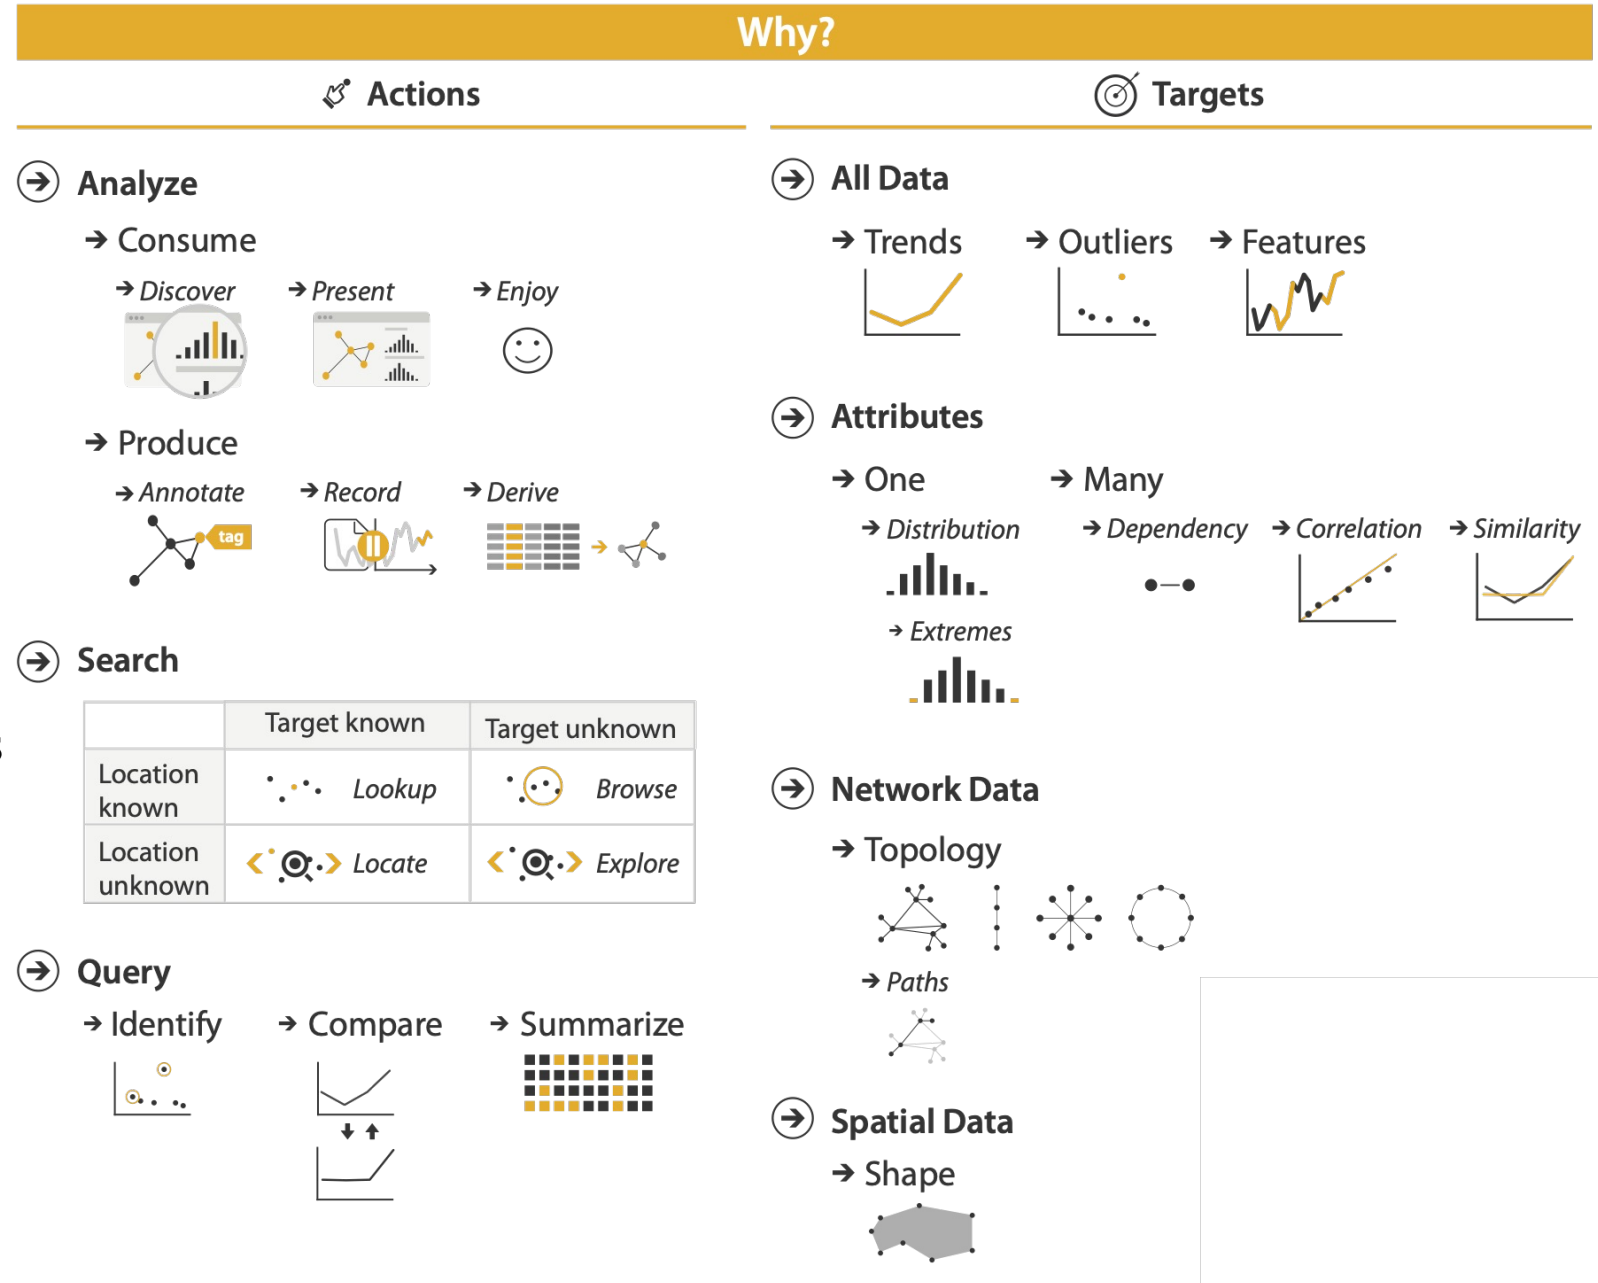 Why?
Actions
Analyze
Consume
Discover
Present
Enjoy
Produce
Annotate
Record
Derive
tag
Search
Target known
Target unknown
Location
known
Lookup
Browse
Location
unknown
Locate
Explore
Query
Identify
Compare
Summarize
Targets
All Data
Trends
Outliers
Features
Attributes
One
Many
Distribution
Dependency
Correlation
Similarity
Extremes
Network Data
Topology
Paths
Spatial Data
Shape